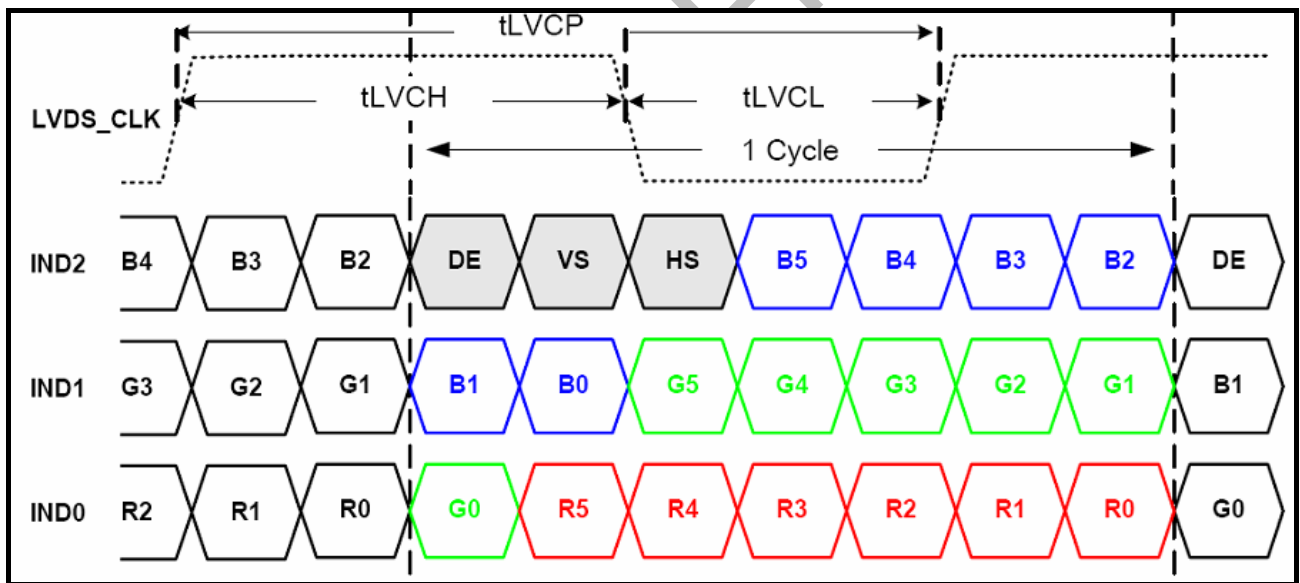 tLVCP
tLVCH tLVCL
LVDS_CLK
1 Cycle
IND2 B4 B3 B2 DE VS HS B5 B4 B3 B2 DE
IND1 G3 G2 G1 B1 B0 G5 G4 G3 G2 G1 B1
IND0 R2 R1 R0 G0 R5 R4 R3 R2 R1 R0 G0